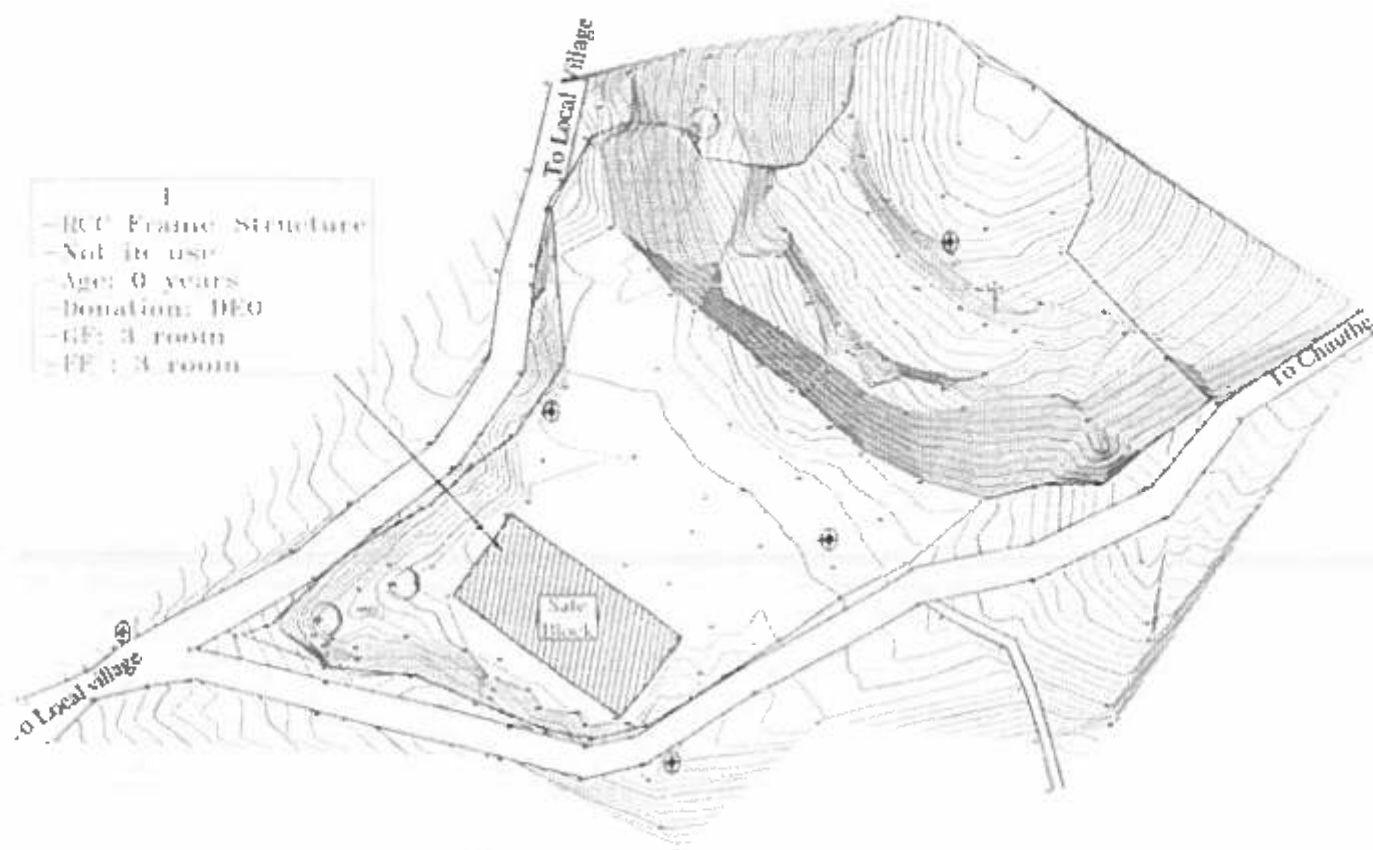 To Local Village
1
-RCC Frame Structure
-Not in use
-Age: 0 years
-Donation: DEO
-GF: 3 room
-FF : 3 room
To Chauthe
Safe
Block
To Local village